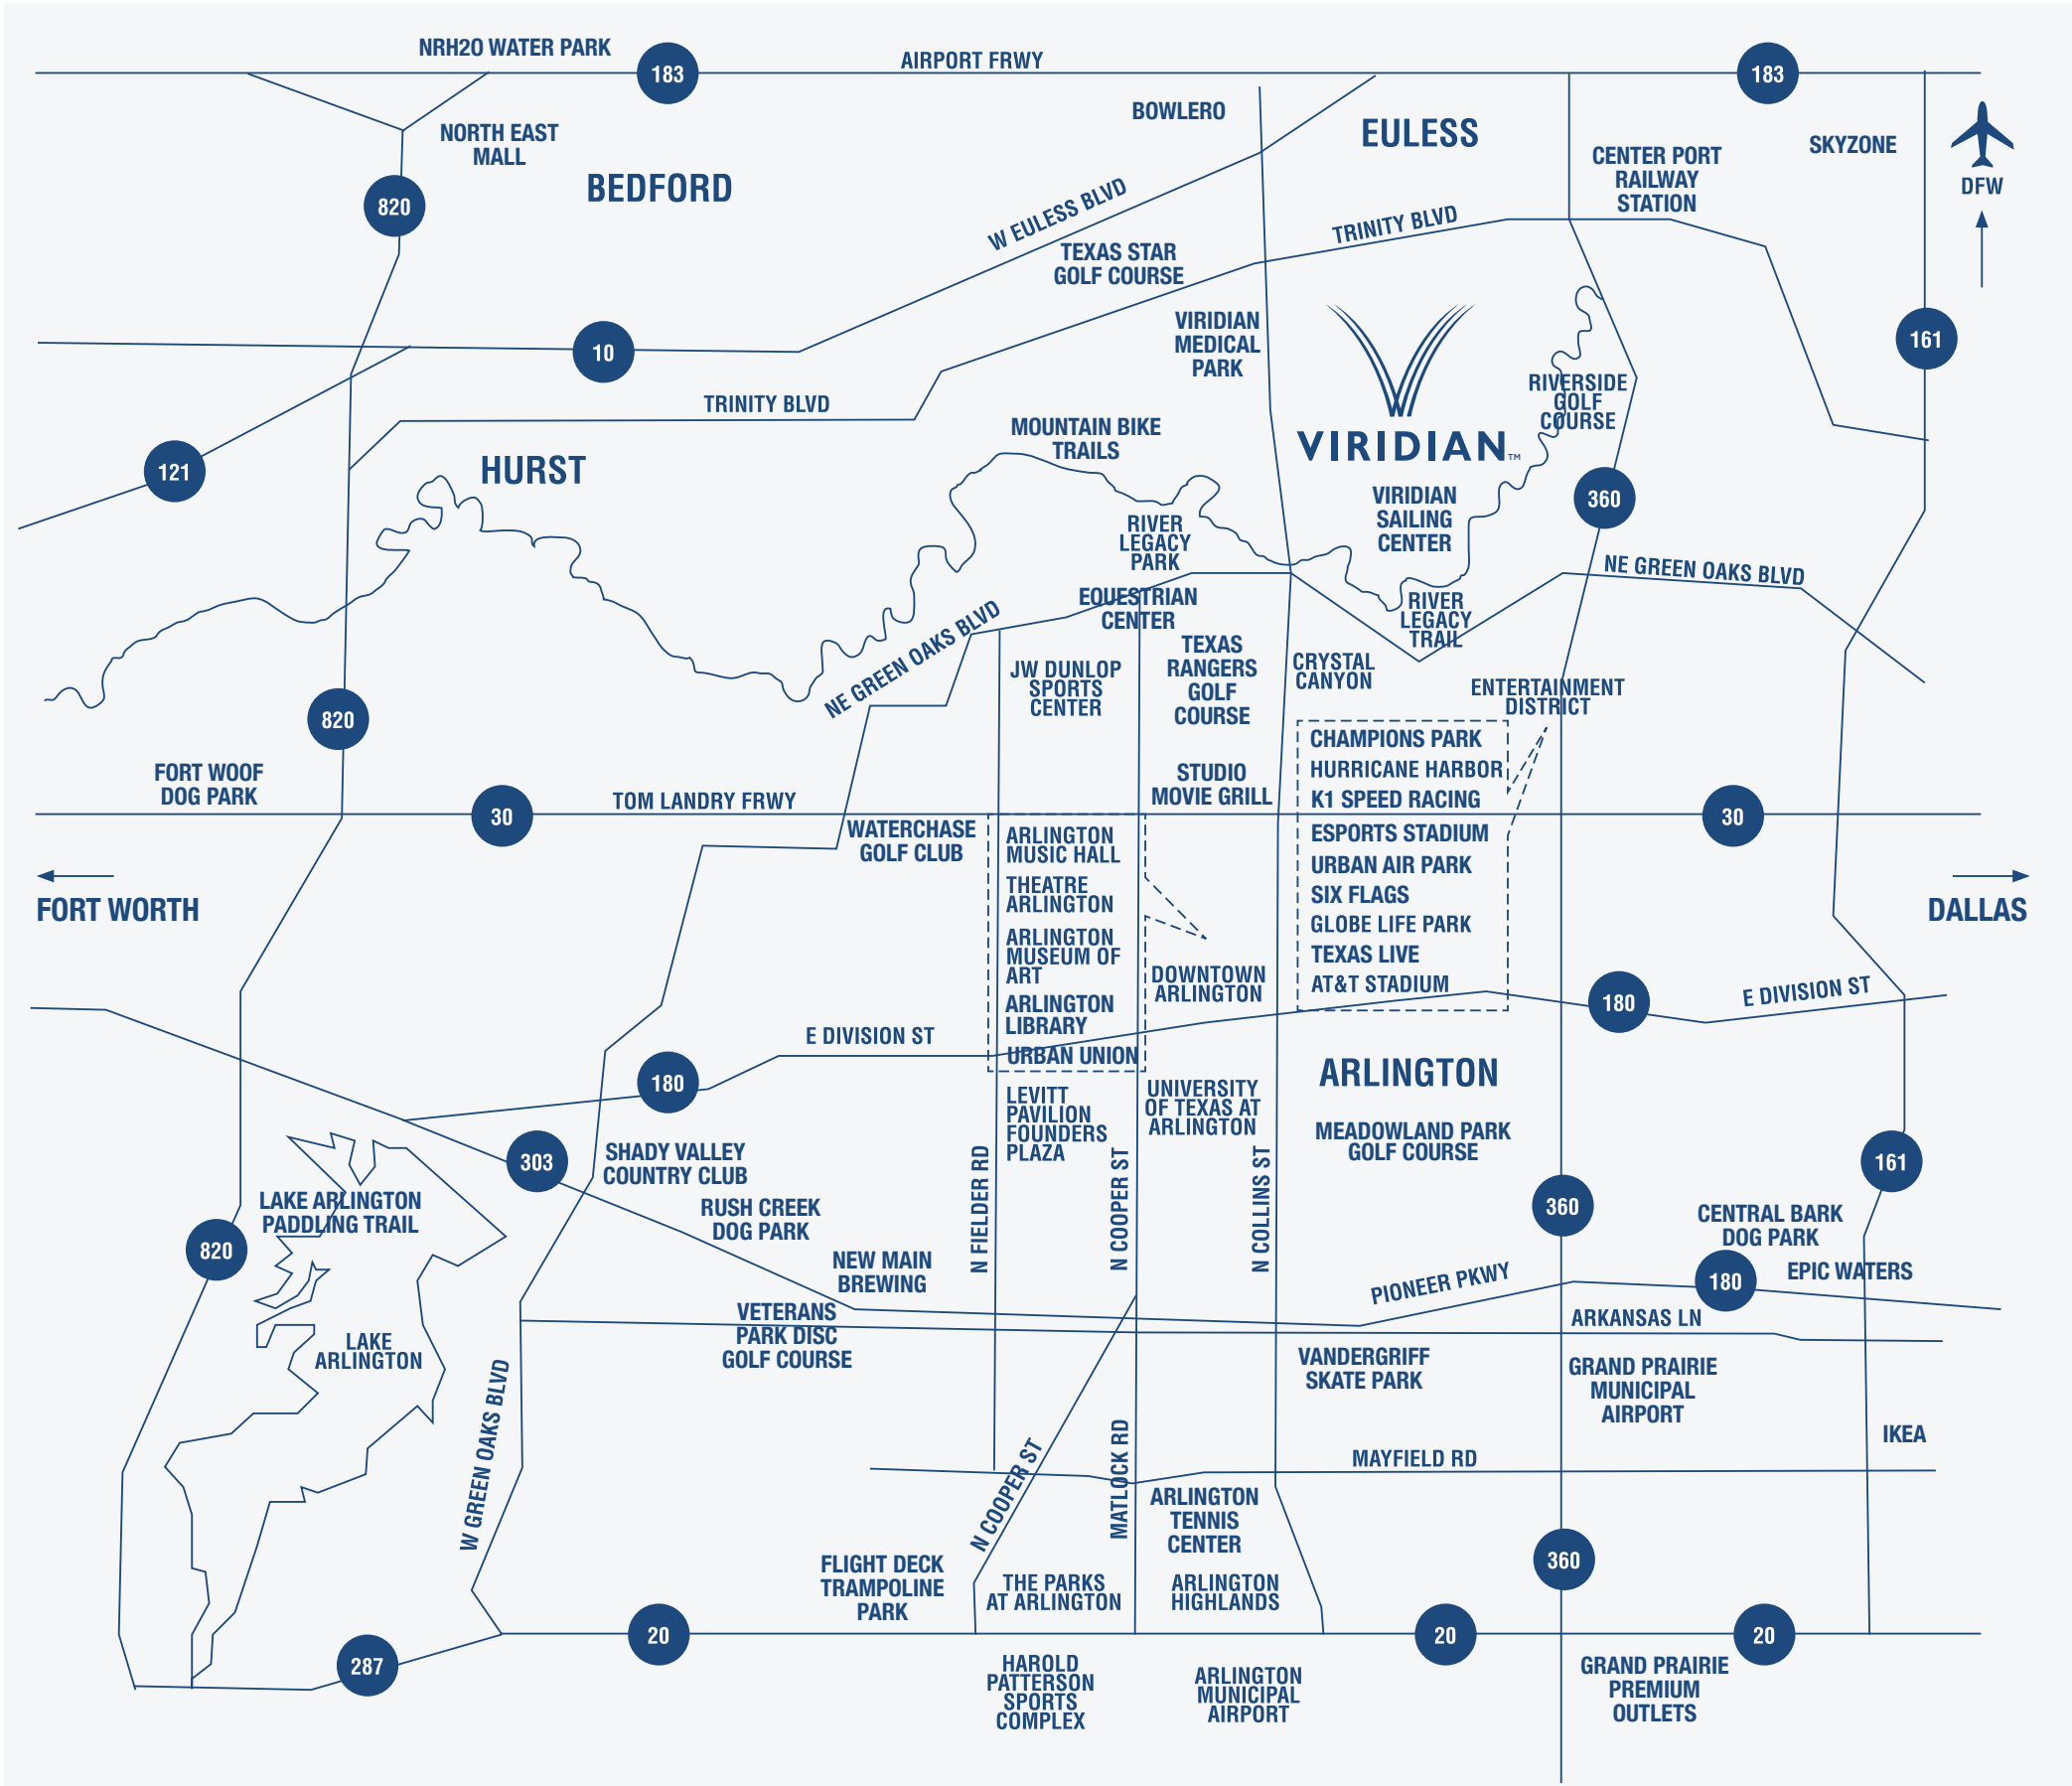 NRH2O WATER PARK
183
AIRPORT FRWY
183
BOWLERO
EULESS
NORTH EAST
MALL
BEDFORD
820
CENTER PORT
RAILWAY
STATION
SKYZONE
DFW
W EULESS BLVD
TRINITY BLVD
TEXAS STAR
GOLF COURSE
VIRIDIAN
MEDICAL
PARK
10
161
TRINITY BLVD
RIVERSIDE
GOLF
COURSE
MOUNTAIN BIKE
TRAILS
VIRIDIAN™
121
HURST
360
VIRIDIAN
SAILING
CENTER
RIVER
LEGACY
PARK
NE GREEN OAKS BLVD
EQUESTRIAN
CENTER
RIVER
LEGACY
TRAIL
NE GREEN OAKS BLVD
JW DUNLOP
SPORTS
CENTER
TEXAS
RANGERS
GOLF
COURSE
CRYSTAL
CANYON
ENTERTAINMENT
DISTRICT
820
CHAMPIONS PARK
HURRICANE HARBOR
K1 SPEED RACING
ESPORTS STADIUM
URBAN AIR PARK
SIX FLAGS
GLOBE LIFE PARK
TEXAS LIVE
AT&T STADIUM
FORT WOOF
DOG PARK
STUDIO
MOVIE GRILL
30
TOM LANDRY FRWY
30
WATERCHASE
GOLF CLUB
ARLINGTON
MUSIC HALL
THEATRE
ARLINGTON
ARLINGTON
MUSEUM OF
ART
ARLINGTON
LIBRARY
URBAN UNION
FORT WORTH
DALLAS
DOWNTOWN
ARLINGTON
180
E DIVISION ST
E DIVISION ST
180
ARLINGTON
LEVITT
PAVILION
FOUNDERS
PLAZA
UNIVERSITY
OF TEXAS AT
ARLINGTON
MEADOWLAND PARK
GOLF COURSE
303
SHADY VALLEY
COUNTRY CLUB
161
LAKE ARLINGTON
PADDLING TRAIL
RUSH CREEK
DOG PARK
N FIELDER RD
N COOPER ST
N COLLINS ST
360
CENTRAL BARK
DOG PARK
820
NEW MAIN
BREWING
PIONEER PKWY
180
EPIC WATERS
VETERANS
PARK DISC
GOLF COURSE
ARKANSAS LN
LAKE
ARLINGTON
VANDERGRIFF
SKATE PARK
GRAND PRAIRIE
MUNICIPAL
AIRPORT
W GREEN OAKS BLVD
IKEA
N COOPER ST
MATLOCK RD
MAYFIELD RD
ARLINGTON
TENNIS
CENTER
360
FLIGHT DECK
TRAMPOLINE
PARK
THE PARKS
AT ARLINGTON
ARLINGTON
HIGHLANDS
20
20
20
287
HAROLD
PATTERSON
SPORTS
COMPLEX
ARLINGTON
MUNICIPAL
AIRPORT
GRAND PRAIRIE
PREMIUM
OUTLETS